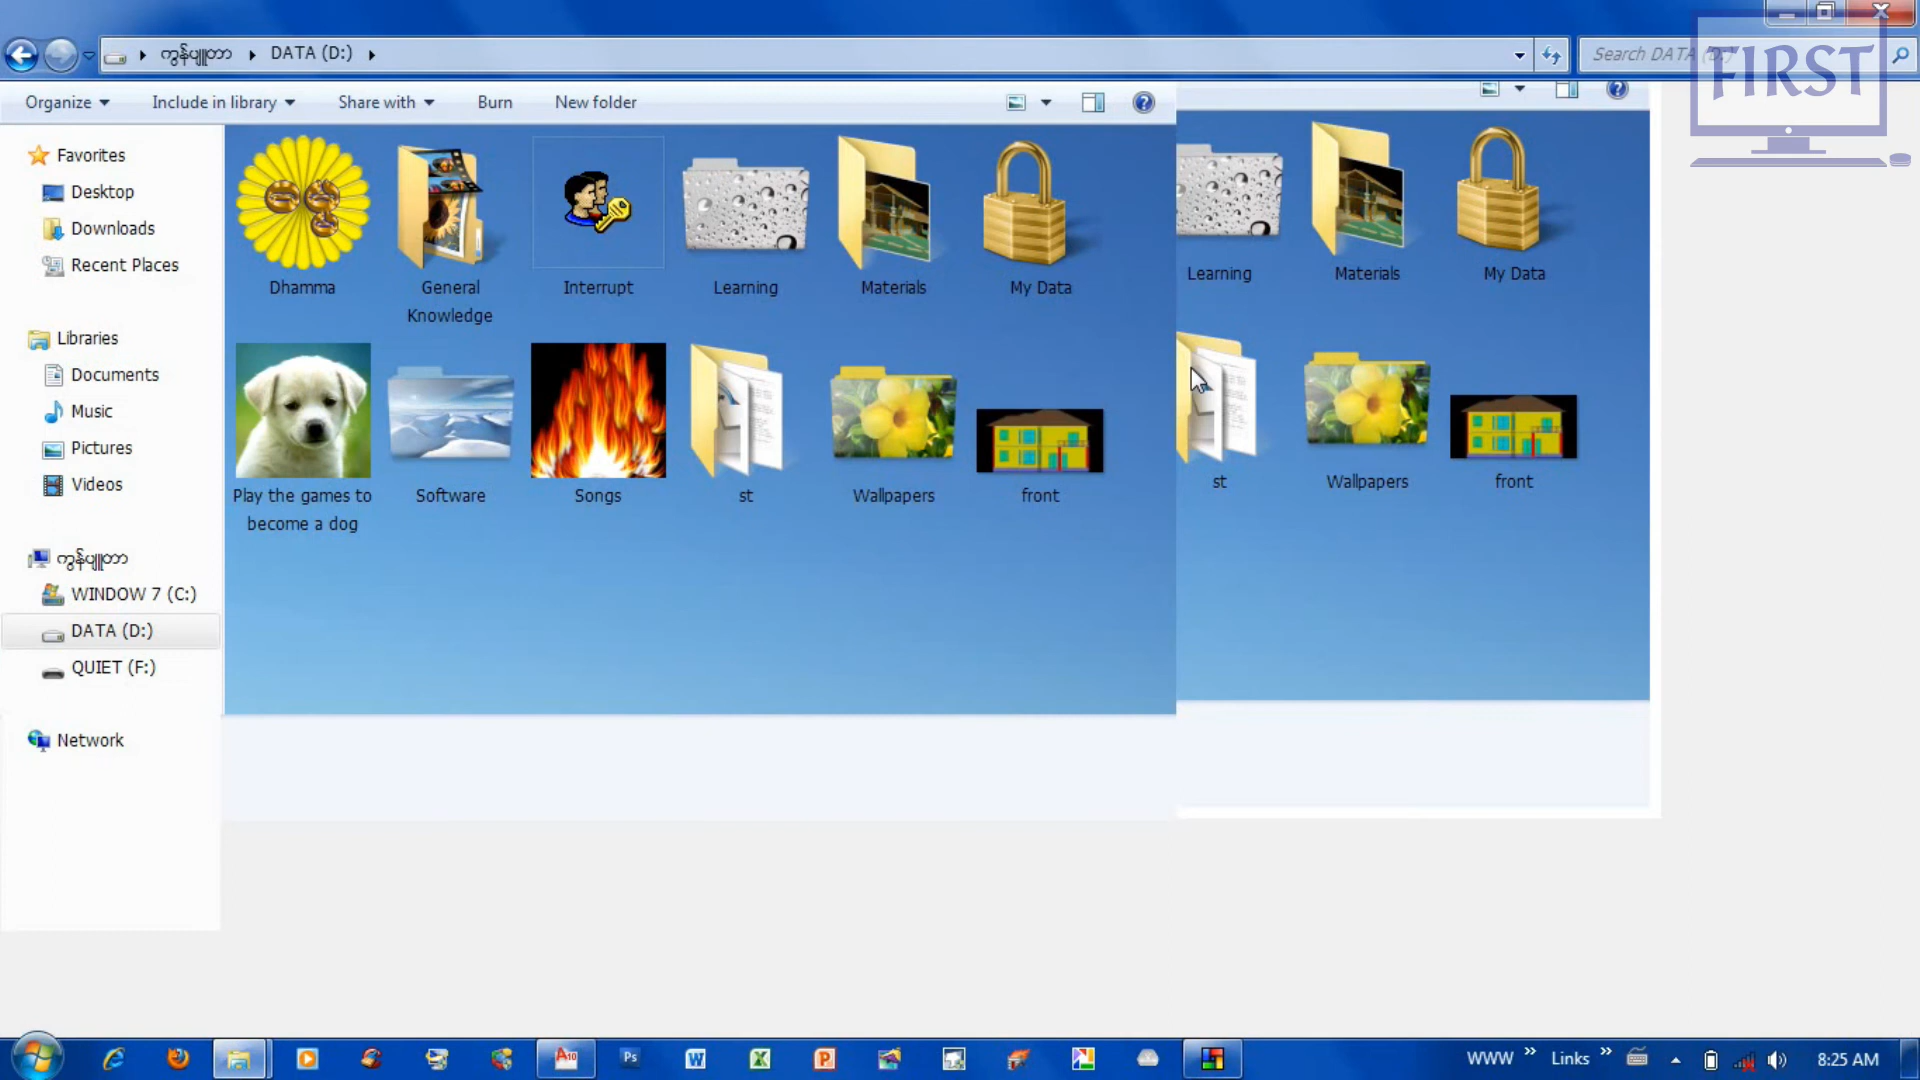 ကွန်ပျူတာ DATA (D:)
Search DATA (D:)
FIRST
Organize Include in library Share with Burn New folder
Favorites
Desktop
Downloads
Recent Places
Libraries
Documents
Music
Pictures
Videos
ကွန်ပျူတာ
WINDOW 7 (C:)
DATA (D:)
QUIET (F:)
Network
Dhamma
General
Knowledge
Interrupt
Learning
Materials
My Data
Learning
Materials
My Data
Play the games to
become a dog
Software
Songs
st
Wallpapers
front
st
Wallpapers
front
A10
Ps
WWW » Links »
8:25 AM